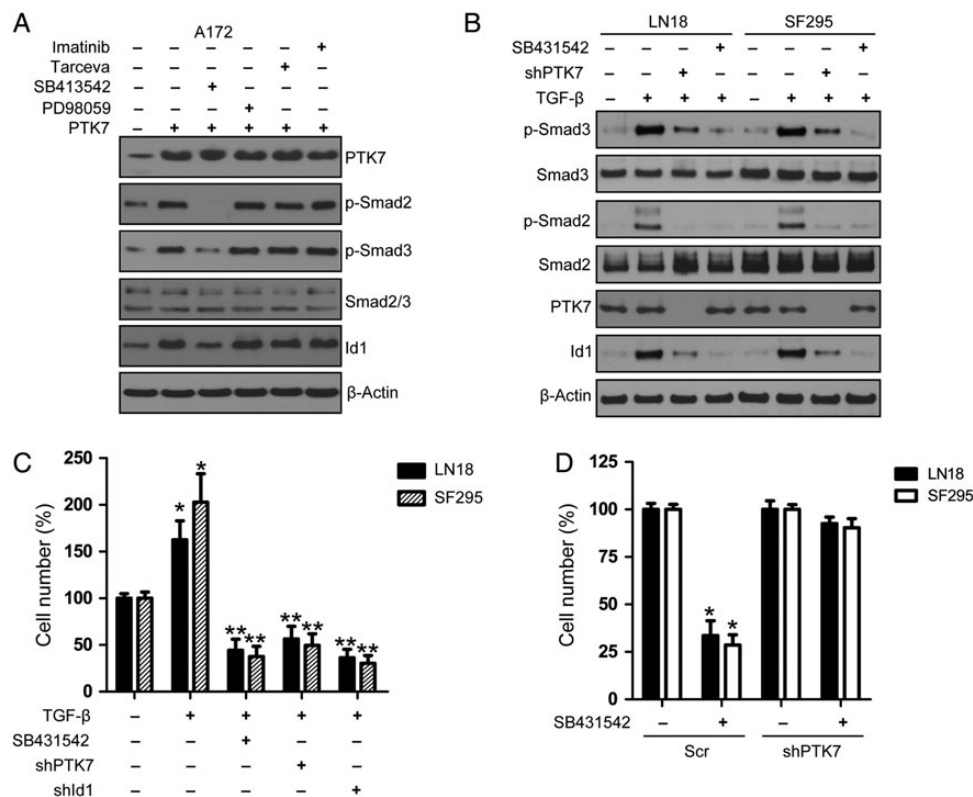 A
A172
Imatinib – – – – – +
Tarceva – – – – + –
SB413542 – – + – – –
PD98059 – – – + – –
PTK7 – + + + + +
PTK7
p-Smad2
p-Smad3
Smad2/3
Id1
β-Actin
B
LN18 SF295
SB431542 – – – + – – – +
shPTK7 – – + – – – + –
TGF-β – + + + – + + +
p-Smad3
Smad3
p-Smad2
Smad2
PTK7
Id1
β-Actin
C
Cell number (%)
250
200
150
100
50
0
* *
** ** ** ** ** **
LN18
SF295
TGF-β – + + + +
SB431542 – – + – –
shPTK7 – – – + –
shId1 – – – – +
D
Cell number (%)
125
100
75
50
25
0
* *
LN18
SF295
SB431542 – + – +
Scr shPTK7